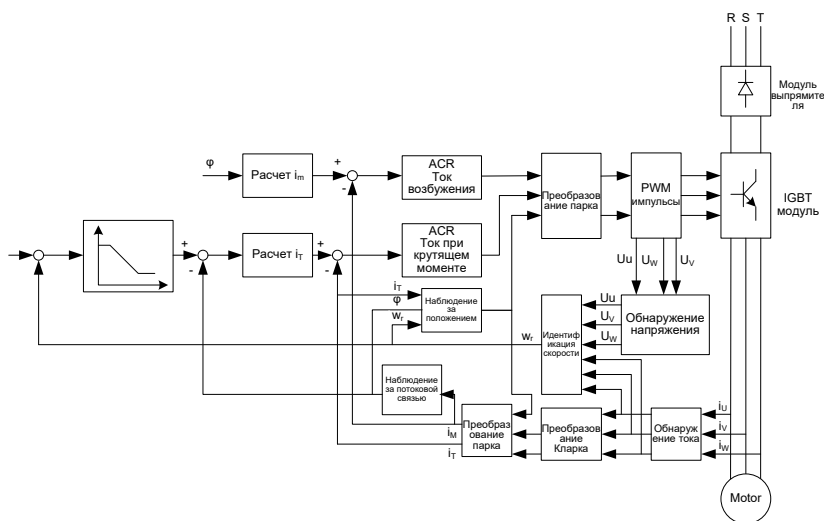 R S T
Модуль
выпрямите
ля
φ
Расчет im
+
-
ACR
Ток
возбужения
Преобразов
ание парка
PWM
импульсы
IGBT
модуль
+
-
Расчет iT
+
-
ACR
Ток при
крутящем
моменте
Uu
UW
UV
iT
φ
wr
Наблюдение
за
положением
Идентиф
икация
скорости
Uu
UV
UW
Обнаружение
напряжения
wr
Наблюдение
за потоковой
связью
iM
iT
Преобраз
ование
парка
Преобразов
ание
Кларка
Обнаруж
ение тока
iU
iV
iW
Motor